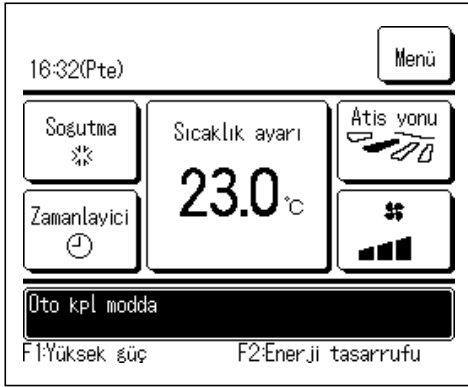 Menü
16:32(Pte)
Soğutma
Sıcaklık ayarı
Atis yonu
23.0 °C
Zamanlayici
Oto kpl modda
F1:Yüksek güç
F2:Enerji tasarrufu